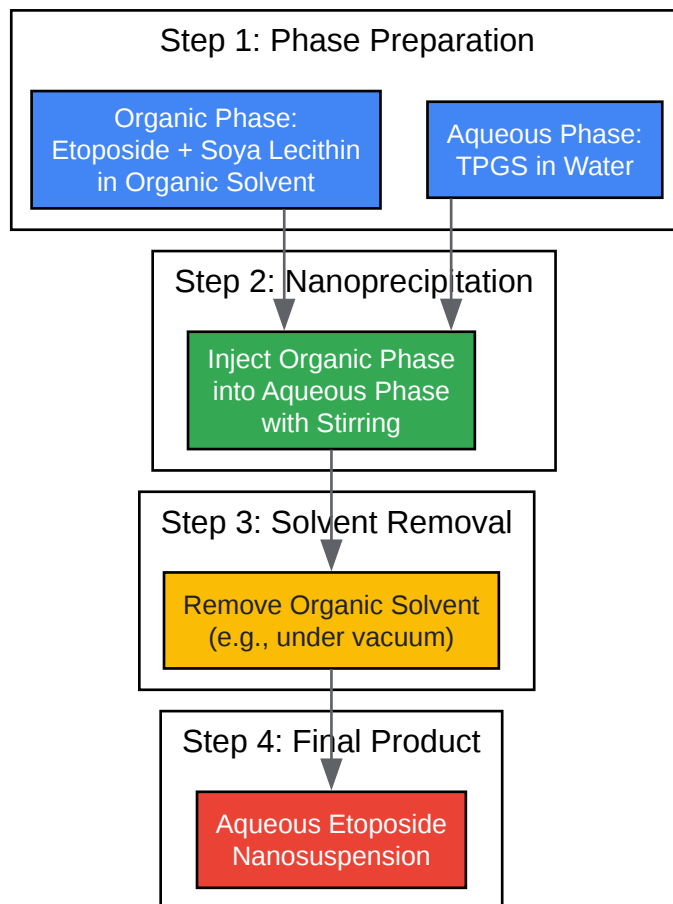 Step 1: Phase Preparation
Organic Phase:
Etoposide + Soya Lecithin
in Organic Solvent
Aqueous Phase:
TPGS in Water
Step 2: Nanoprecipitation
Inject Organic Phase
into Aqueous Phase
with Stirring
Step 3: Solvent Removal
Remove Organic Solvent
(e.g., under vacuum)
Step 4: Final Product
Aqueous Etoposide
Nanosuspension